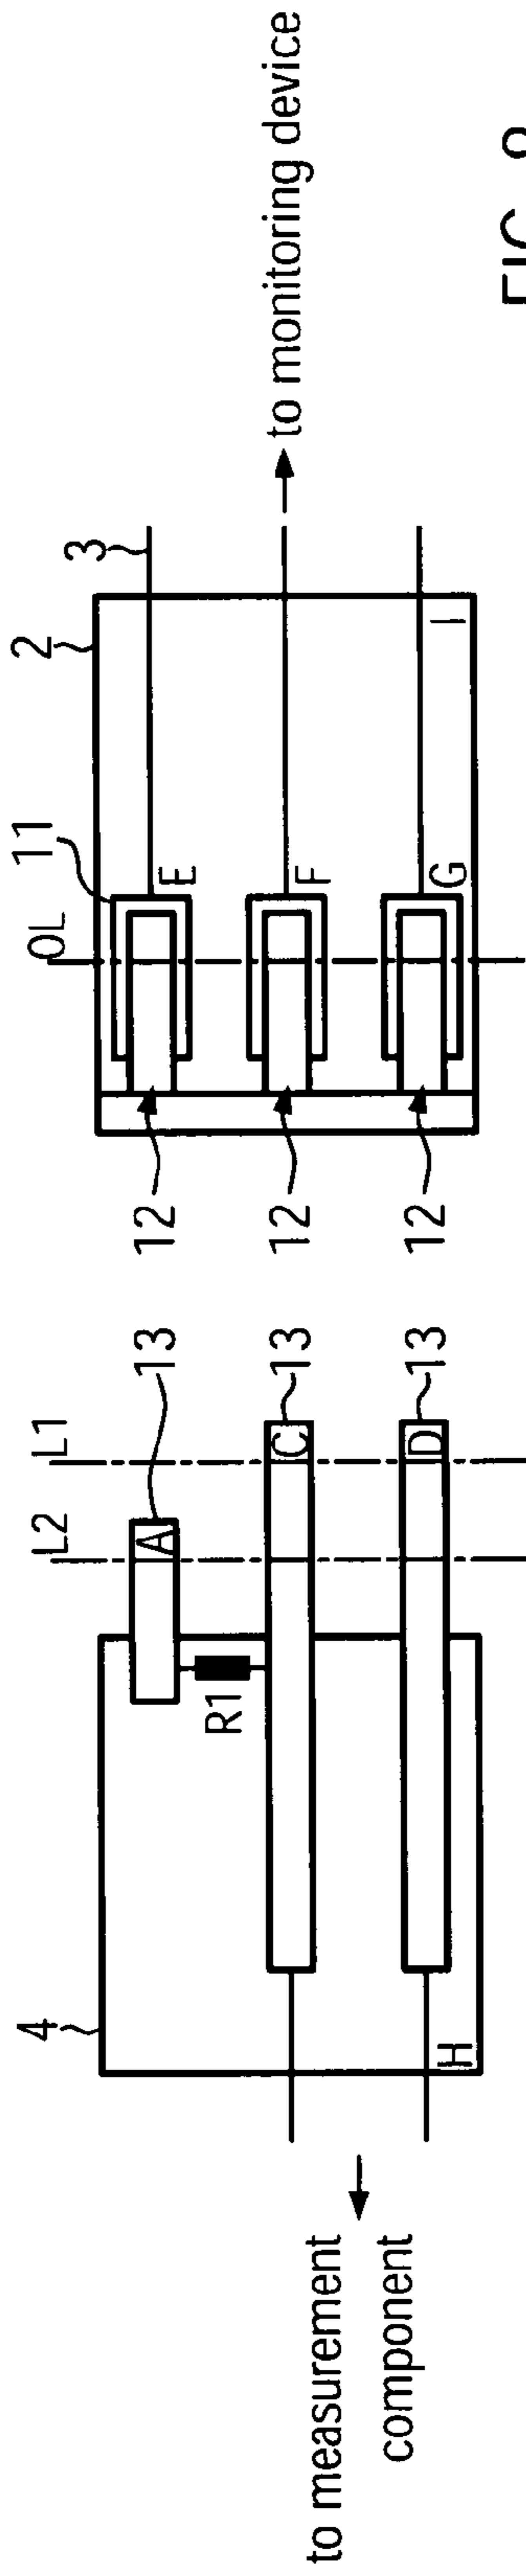 to monitoring device
FIG
3
2
11
OL
E
F
G
I
12
12
12
13
13
13
L1
L2
A
C
D
R1
4
H
to measurement
component